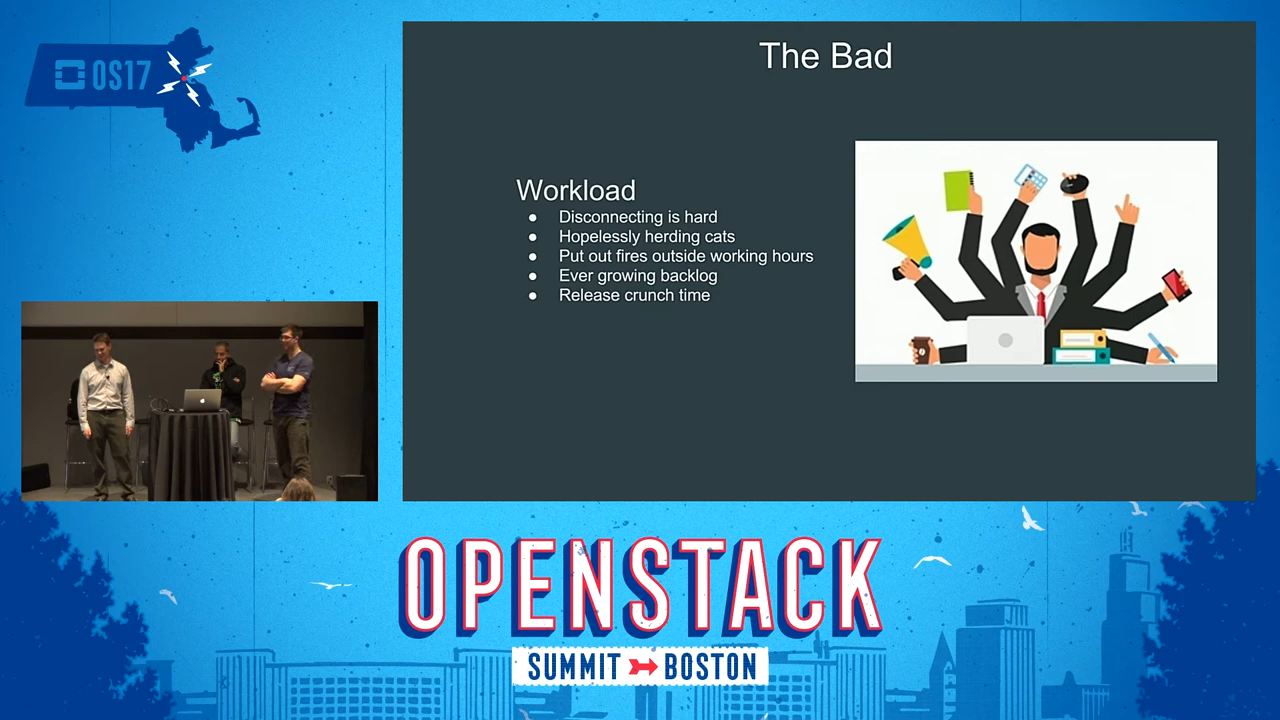 OS17
The Bad
Workload
● Disconnecting is hard
● Hopelessly herding cats
● Put out fires outside working hours
● Ever growing backlog
● Release crunch time
OPENSTACK
SUMMIT BOSTON